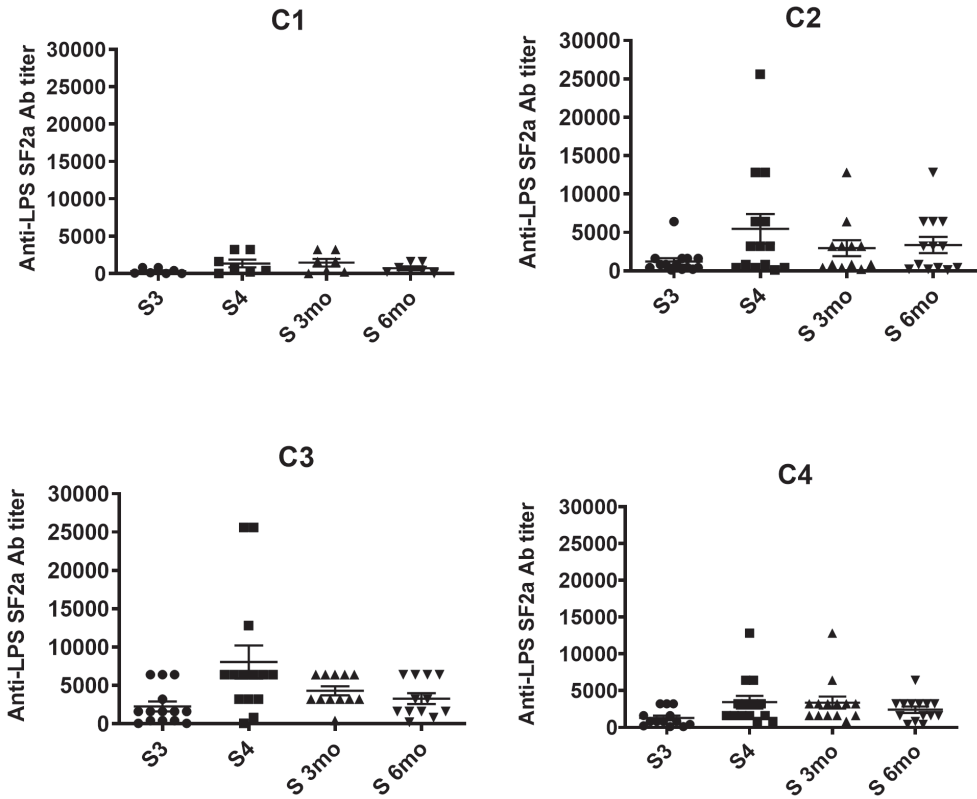 C1
Anti-LPS SF2a Ab titer
30000
25000
20000
15000
10000
5000
0
S3
S4
S 3mo
S 6mo
C2
Anti-LPS SF2a Ab titer
30000
25000
20000
15000
10000
5000
0
S3
S4
S 3mo
S 6mo
C3
Anti-LPS SF2a Ab titer
30000
25000
20000
15000
10000
5000
0
S3
S4
S 3mo
S 6mo
C4
Anti-LPS SF2a Ab titer
30000
25000
20000
15000
10000
5000
0
S3
S4
S 3mo
S 6mo